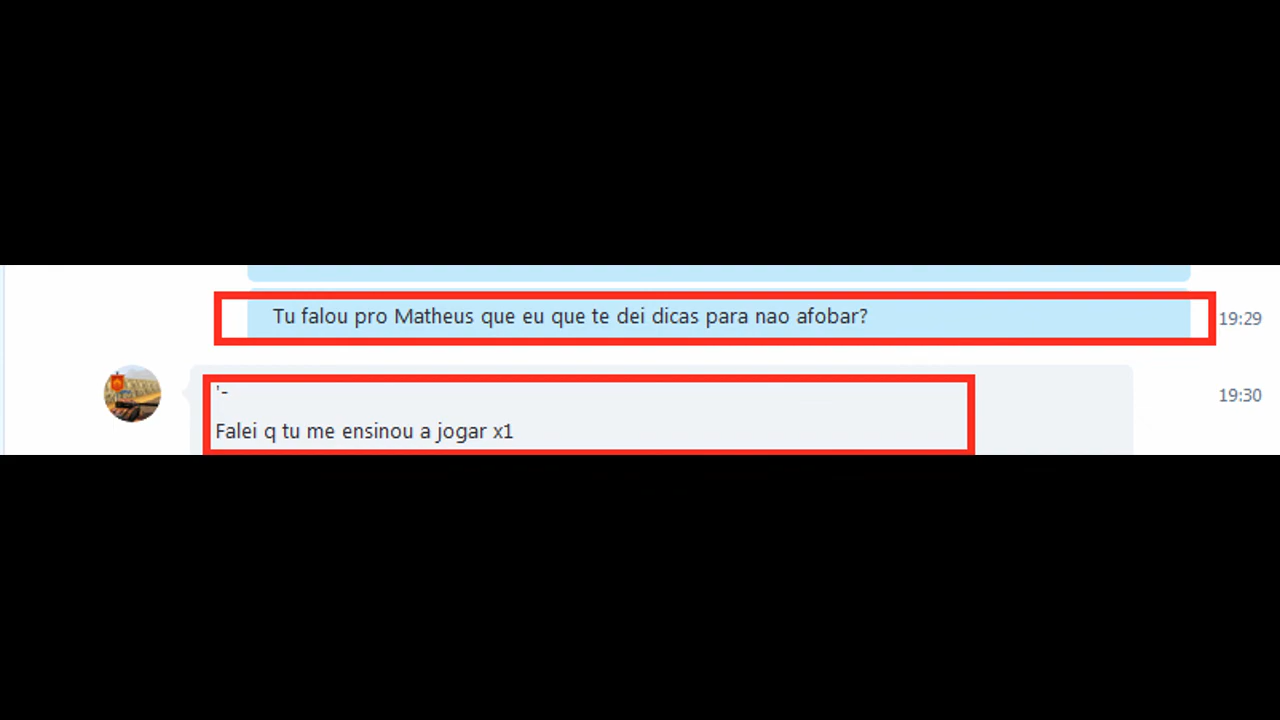 Tu falou pro Matheus que eu que te dei dicas para nao afobar?
19:29
'-
19:30
Falei q tu me ensinou a jogar x1